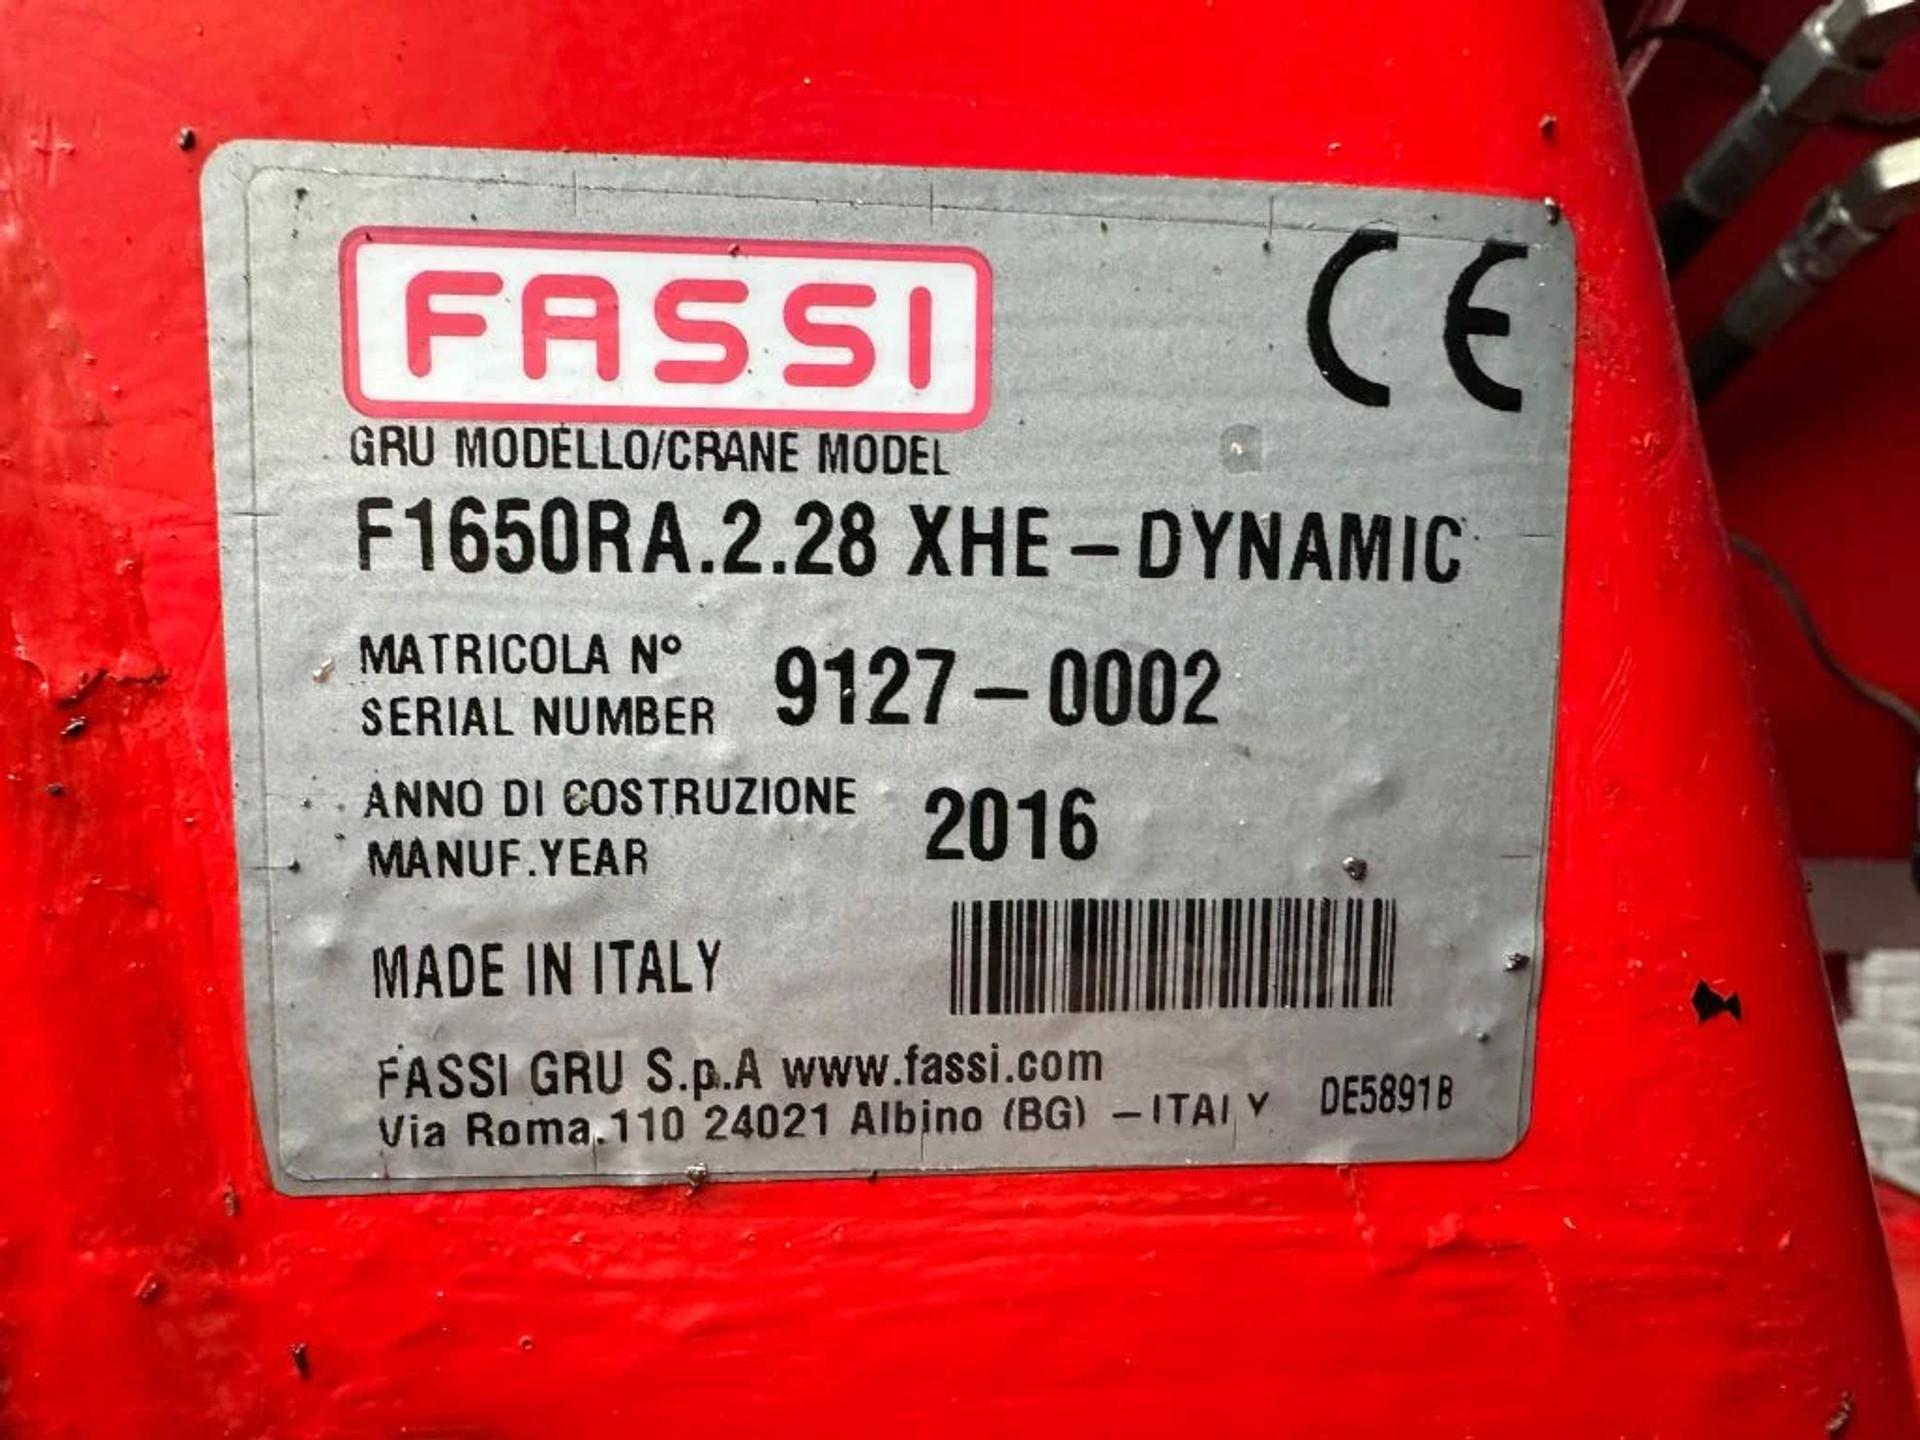 FASSI CE
GRU MODELLO/CRANE MODEL
F1650RA.2.28 XHE-DYNAMIC
MATRICOLA N°
SERIAL NUMBER 9127-0002
ANNO DI COSTRUZIONE
MANUF.YEAR 2016
MADE IN ITALY
FASSI GRU S.p.A www.fassi.com
Via Roma,110 24021 Albino (BG) -ITALY DE5891B